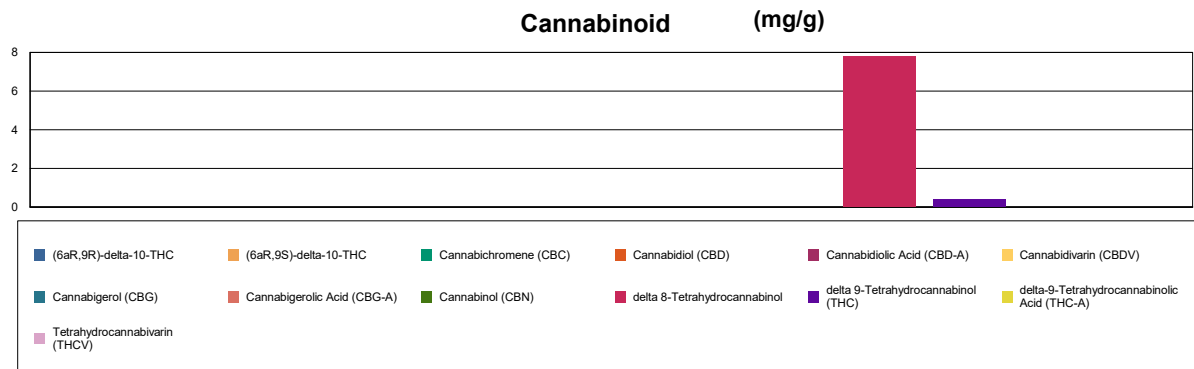 Cannabinoid (mg/g)
8
6
4
2
0
(6aR,9R)-delta-10-THC
(6aR,9S)-delta-10-THC
Cannabichromene (CBC)
Cannabidiol (CBD)
Cannabidiolic Acid (CBD-A)
Cannabidivarin (CBDV)
Cannabigerol (CBG)
Cannabigerolic Acid (CBG-A)
Cannabinol (CBN)
delta 8-Tetrahydrocannabinol
delta 9-Tetrahydrocannabinol
(THC)
delta-9-Tetrahydrocannabinolic
Acid (THC-A)
Tetrahydrocannabivarin
(THCV)